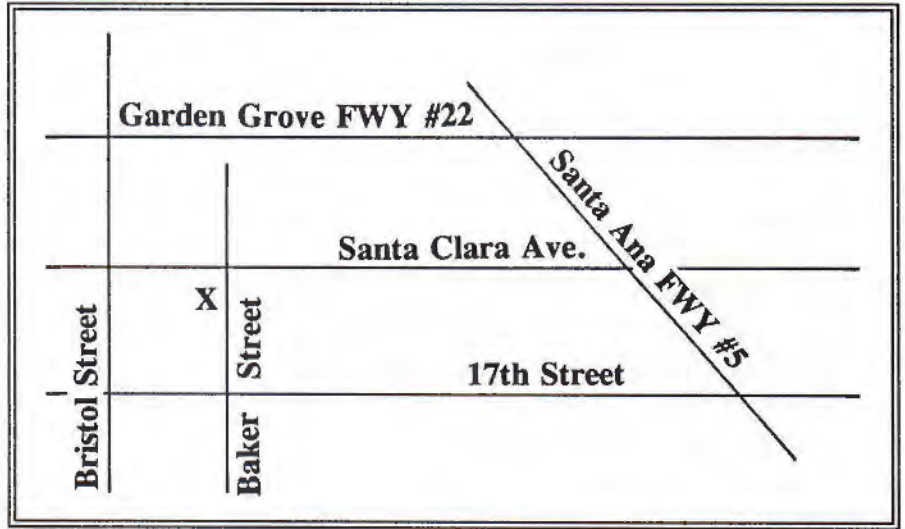 Garden Grove FWY #22
Santa Ana FWY #5
Santa Clara Ave.
X
Bristol Street
Baker Street
17th Street